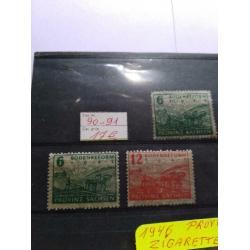 90-91
17€
6
BODENREFORM
PROVINZ SACHSEN
6
BODENREFORM
PROVINZ SACHSEN
12
BODENREFORM
PROVINZ SACHSEN
1946 PROV
ZIGARETTE